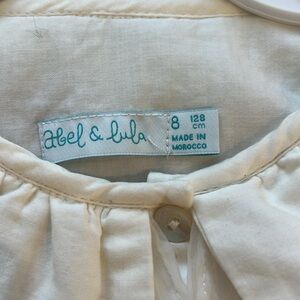 abel & lula
8 128
cm
MADE IN
MOROCCO